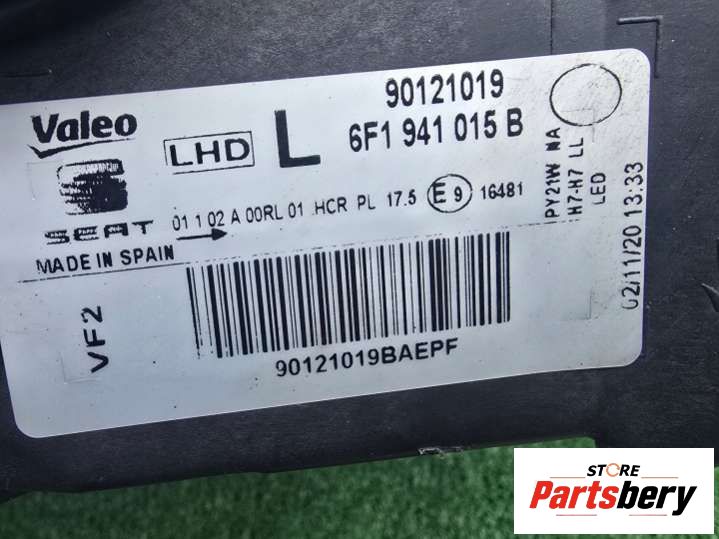 Valeo
LHD
L
90121019
6F1 941 015 B
SEAT
01 1 02 A 00RL 01 HCR PL 17.5 E 9 16481
MADE IN SPAIN
PY21W NA
H7-H7 LL
LED
02/11/20 13:33
VF2
90121019BAEPF
STORE
Partsbery